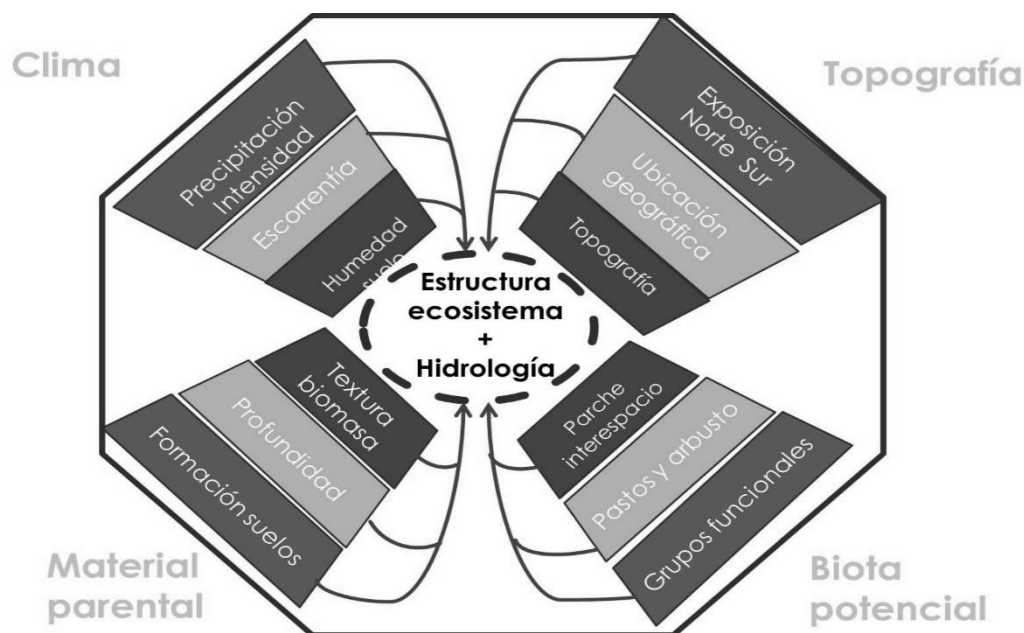 Clima
Topografía
Precipitación
Intensidad
Escorrentía
Humedad
suelo
Exposición
Norte Sur
Ubicación
geográfica
Topografía
Estructura
ecosistema
+
Hidrología
Textura
biomasa
Profundidad
Formación suelos
Parche
interespacio
Pastos y arbusto
Grupos funcionales
Material
parental
Biota
potencial